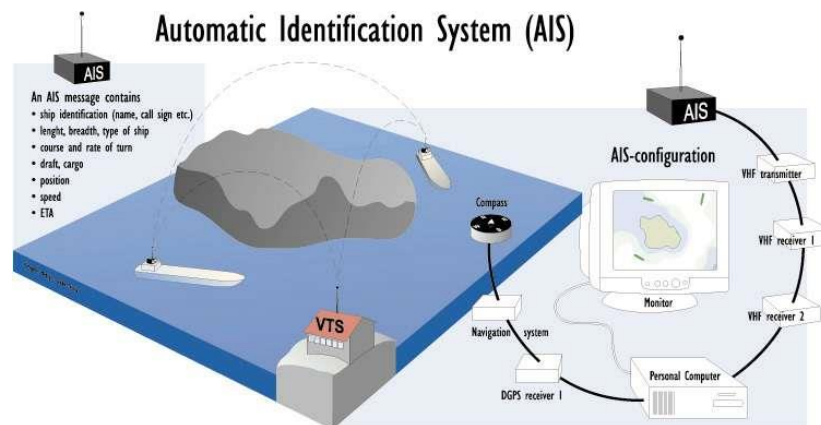 Automatic Identification System (AIS)
AIS
An AIS message contains
• ship identification (name, call sign etc.)
• lenght, breadth, type of ship
• course and rate of turn
• draft, cargo
• position
• speed
• ETA
AIS
AIS-configuration
VHF transmitter
Compass
VHF receiver 1
Monitor
VHF receiver 2
VTS
Navigation system
Personal Computer
DGPS receiver 1